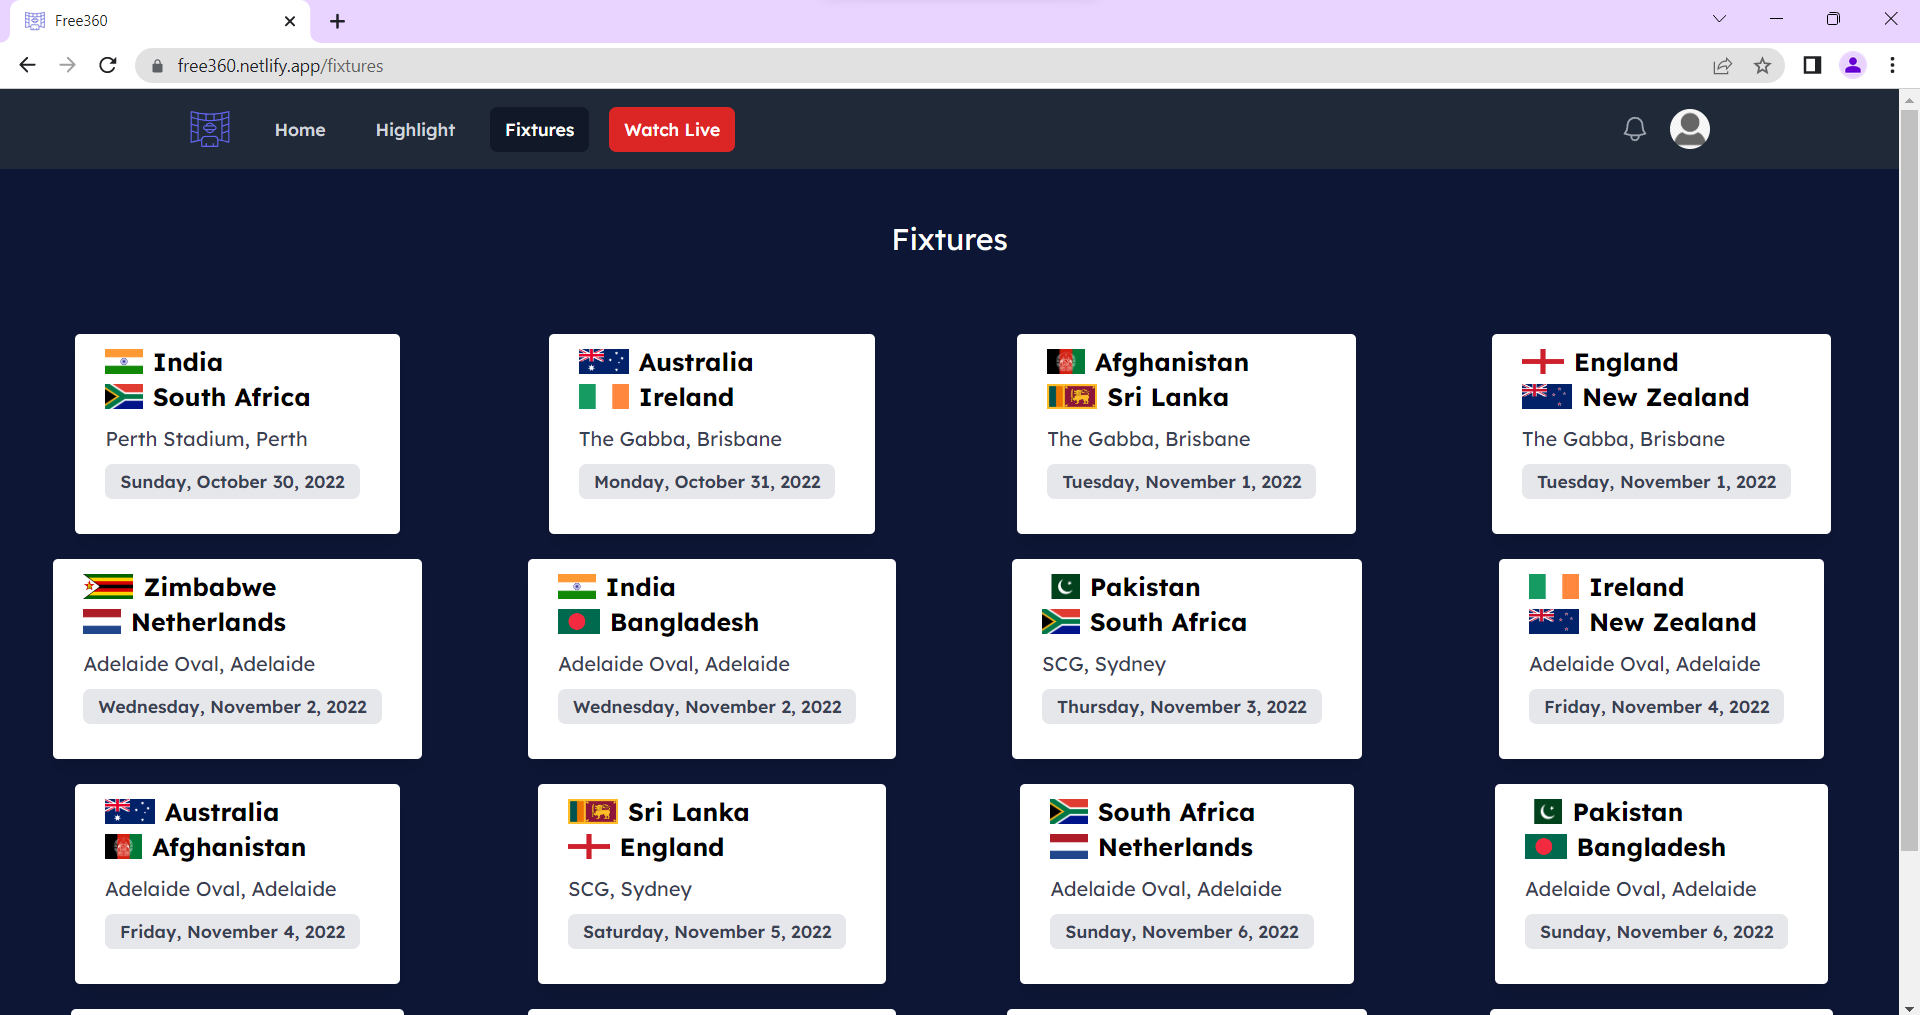 Free360
free360.netlify.app/fixtures
Home Highlight Fixtures Watch Live
Fixtures
India
South Africa
Perth Stadium, Perth
Sunday, October 30, 2022
Australia
Ireland
The Gabba, Brisbane
Monday, October 31, 2022
Afghanistan
Sri Lanka
The Gabba, Brisbane
Tuesday, November 1, 2022
England
New Zealand
The Gabba, Brisbane
Tuesday, November 1, 2022
Zimbabwe
Netherlands
Adelaide Oval, Adelaide
Wednesday, November 2, 2022
India
Bangladesh
Adelaide Oval, Adelaide
Wednesday, November 2, 2022
Pakistan
South Africa
SCG, Sydney
Thursday, November 3, 2022
Ireland
New Zealand
Adelaide Oval, Adelaide
Friday, November 4, 2022
Australia
Afghanistan
Adelaide Oval, Adelaide
Friday, November 4, 2022
Sri Lanka
England
SCG, Sydney
Saturday, November 5, 2022
South Africa
Netherlands
Adelaide Oval, Adelaide
Sunday, November 6, 2022
Pakistan
Bangladesh
Adelaide Oval, Adelaide
Sunday, November 6, 2022